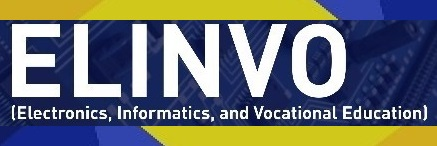 ELINVO
(Electronics, Informatics, and Vocational Education)